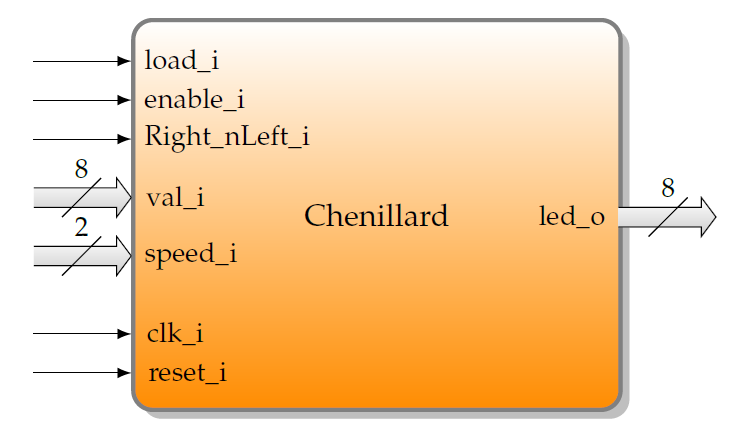 load_i
enable_i
Right_nLeft_i
8
val_i
2
speed_i
Chenillard
led_o
8
clk_i
reset_i